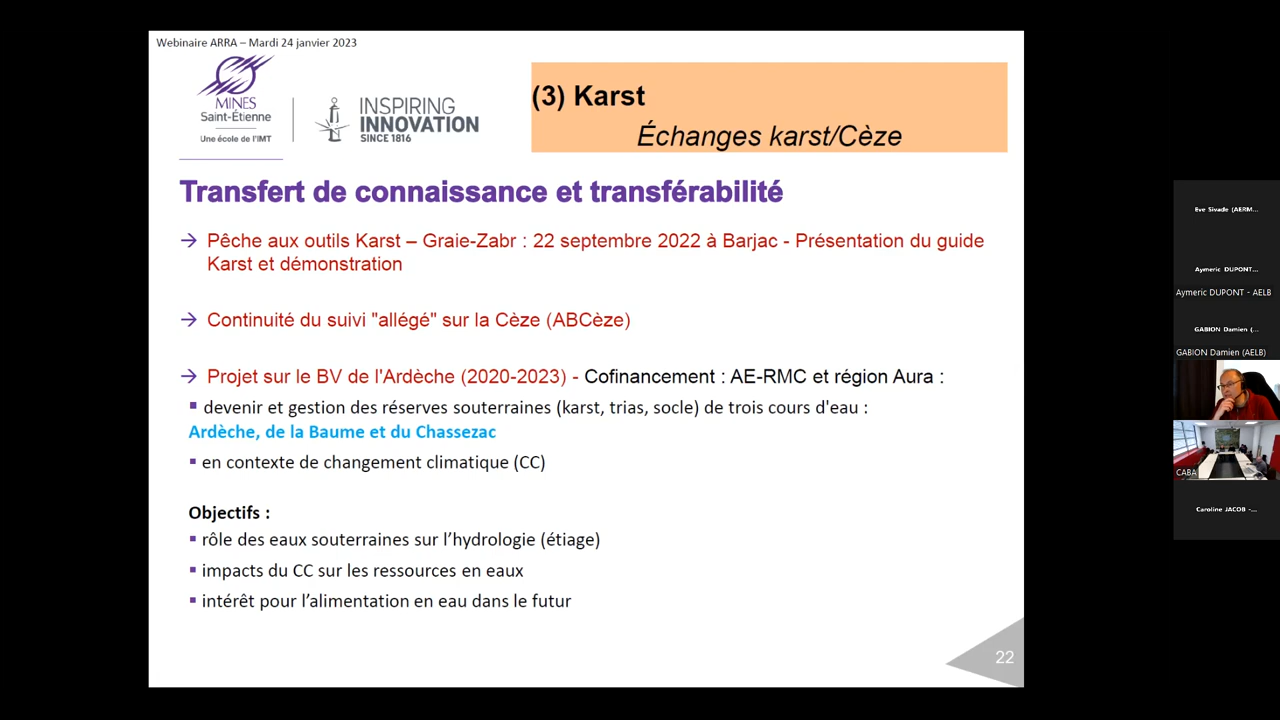 Webinaire ARRA – Mardi 24 janvier 2023
MINES
Saint-Étienne
Une école de l'IMT
INSPIRING
INNOVATION
SINCE 1816
(3) Karst
Échanges karst/Cèze
Transfert de connaissance et transférabilité
→ Pêche aux outils Karst – Graie-Zabr : 22 septembre 2022 à Barjac - Présentation du guide
Karst et démonstration
→ Continuité du suivi "allégé" sur la Cèze (ABCèze)
→ Projet sur le BV de l'Ardèche (2020-2023) - Cofinancement : AE-RMC et région Aura :
▪ devenir et gestion des réserves souterraines (karst, trias, socle) de trois cours d'eau :
Ardèche, de la Baume et du Chassezac
▪ en contexte de changement climatique (CC)
Objectifs :
▪ rôle des eaux souterraines sur l'hydrologie (étiage)
▪ impacts du CC sur les ressources en eaux
▪ intérêt pour l'alimentation en eau dans le futur
22
Eve Sivade (AERM...
Aymeric DUPONT...
Aymeric DUPONT - AELB
GABION Damien (...
GABION Damien (AELB)
CABA
Caroline JACOB -...